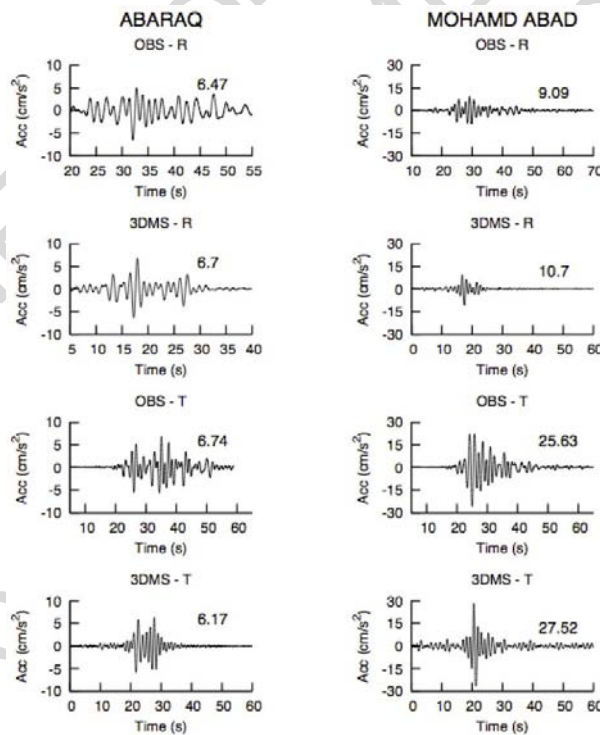 ABARAQ
OBS - R
6.47
10
5
0
-5
-10
Acc (cm/s²)
20 25 30 35 40 45 50 55
Time (s)
3DMS - R
6.7
10
5
0
-5
-10
Acc (cm/s²)
5 10 15 20 25 30 35 40
Time (s)
OBS - T
6.74
10
5
0
-5
-10
Acc (cm/s²)
10 20 30 40 50 60
Time (s)
3DMS - T
6.17
10
5
0
-5
-10
Acc (cm/s²)
0 10 20 30 40 50 60
Time (s)
MOHAMD ABAD
OBS - R
9.09
30
15
0
-15
-30
Acc (cm/s²)
10 20 30 40 50 60 70
Time (s)
3DMS - R
10.7
30
15
0
-15
-30
Acc (cm/s²)
0 10 20 30 40 50 60
Time (s)
OBS - T
25.63
30
15
0
-15
-30
Acc (cm/s²)
10 20 30 40 50 60
Time (s)
3DMS - T
27.52
30
15
0
-15
-30
Acc (cm/s²)
0 10 20 30 40 50 60
Time (s)